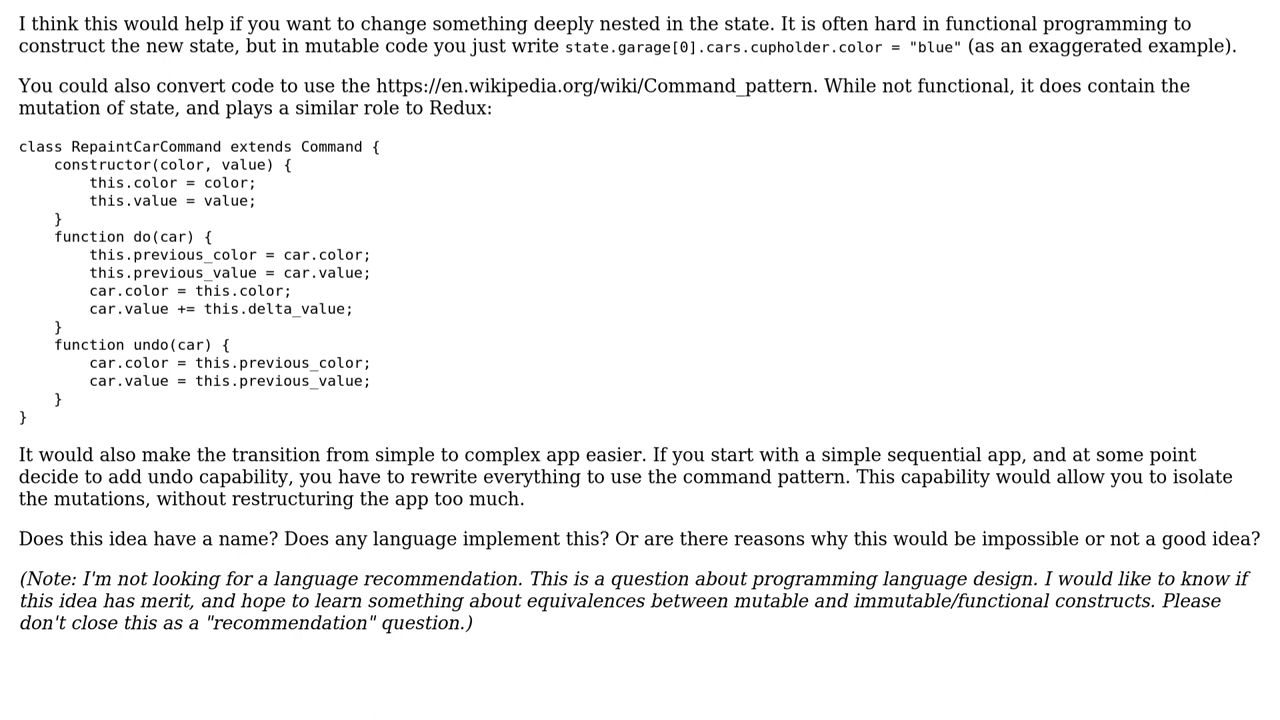 I think this would help if you want to change something deeply nested in the state. It is often hard in functional programming to
construct the new state, but in mutable code you just write state.garage[0].cars.cupholder.color = "blue" (as an exaggerated example).
You could also convert code to use the https://en.wikipedia.org/wiki/Command_pattern. While not functional, it does contain the
mutation of state, and plays a similar role to Redux:
class RepaintCarCommand extends Command {
    constructor(color, value) {
        this.color = color;
        this.value = value;
    }
    function do(car) {
        this.previous_color = car.color;
        this.previous_value = car.value;
        car.color = this.color;
        car.value += this.delta_value;
    }
    function undo(car) {
        car.color = this.previous_color;
        car.value = this.previous_value;
    }
}
It would also make the transition from simple to complex app easier. If you start with a simple sequential app, and at some point
decide to add undo capability, you have to rewrite everything to use the command pattern. This capability would allow you to isolate
the mutations, without restructuring the app too much.
Does this idea have a name? Does any language implement this? Or are there reasons why this would be impossible or not a good idea?
(Note: I'm not looking for a language recommendation. This is a question about programming language design. I would like to know if
this idea has merit, and hope to learn something about equivalences between mutable and immutable/functional constructs. Please
don't close this as a "recommendation" question.)